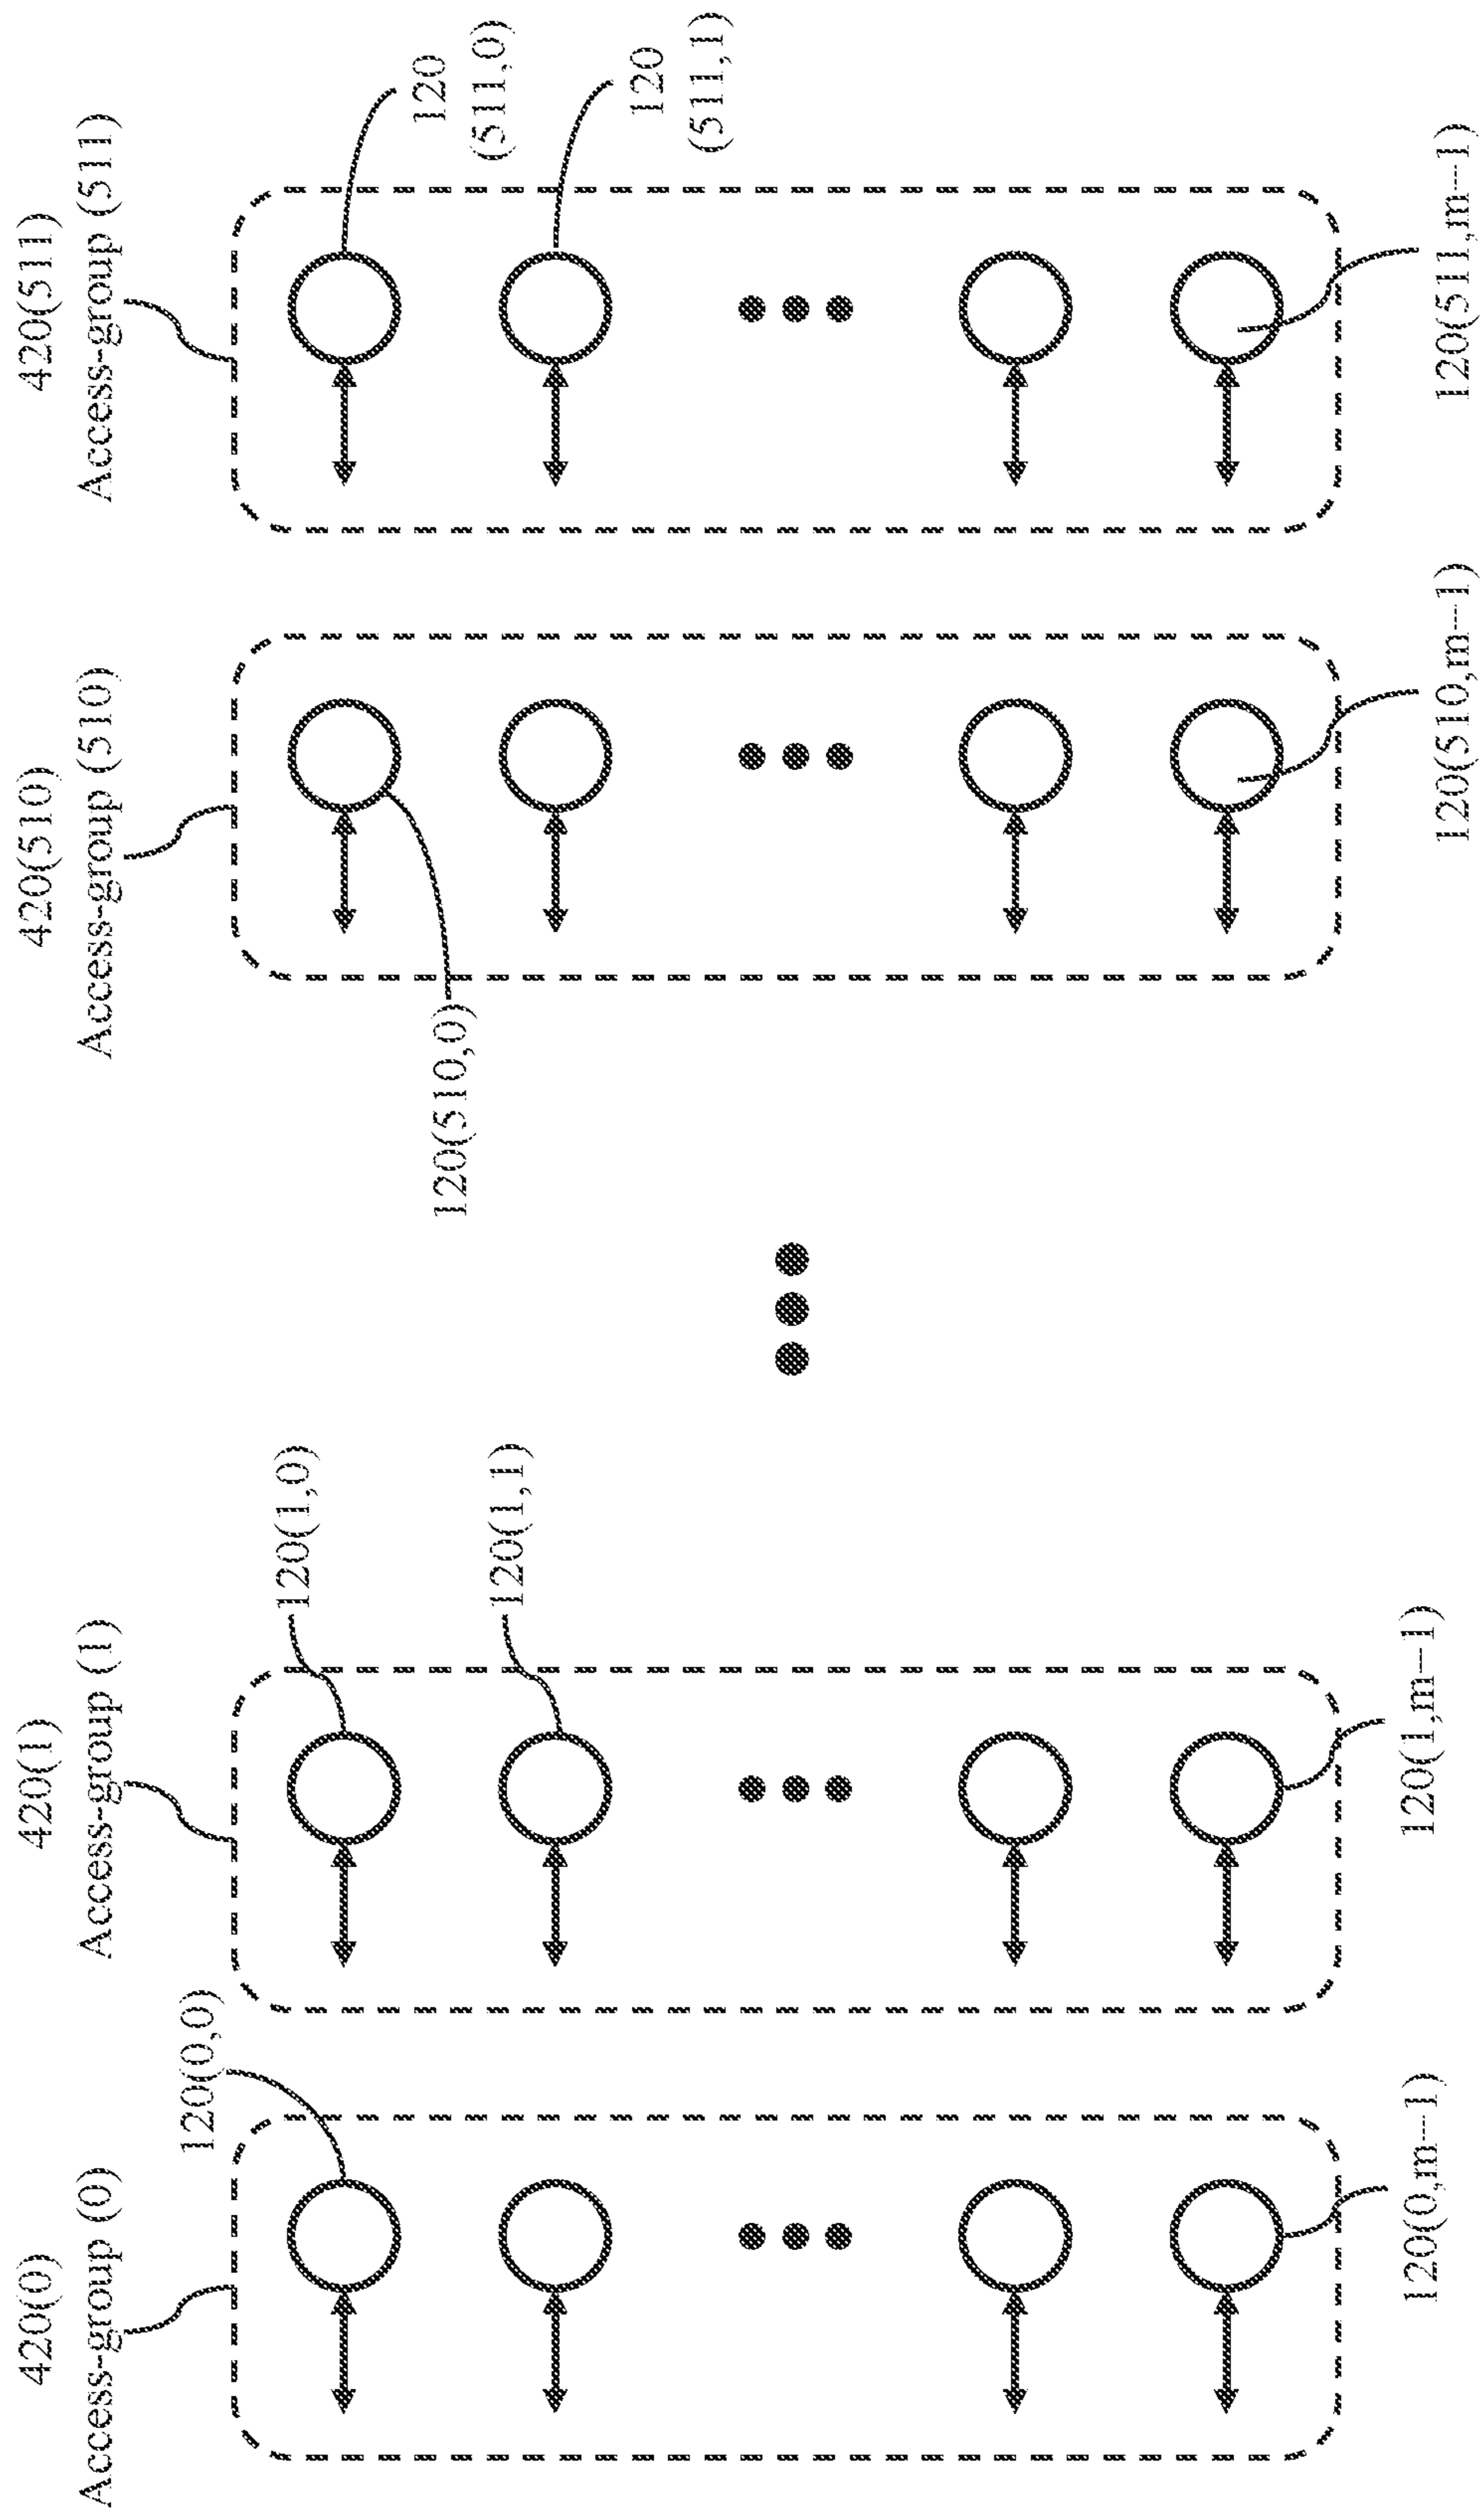 420(0)
Access-group (0)
420(1)
Access-group (1)
420(510)
Access-group (510)
420(511)
Access-group (511)
120(0,0)
120(1,0)
120(1,1)
120(510,0)
120
(511,0)
120
(511,1)
120(0,m-1)
120(1,m-1)
120(510,m-1)
120(511,m-1)